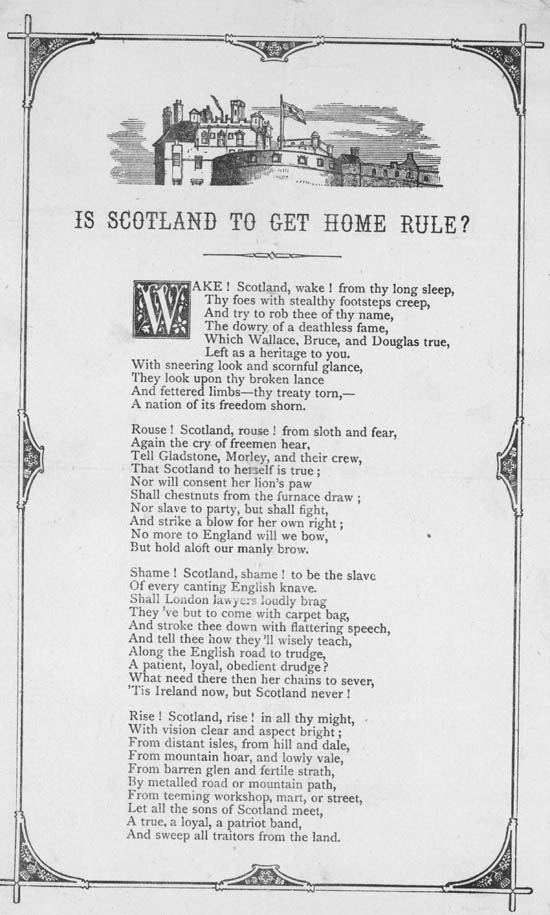 IS SCOTLAND TO GET HOME RULE?
WAKE! Scotland, wake! from thy long sleep,
Thy foes with stealthy footsteps creep,
And try to rob thee of thy name,
The dowry of a deathless fame,
Which Wallace, Bruce, and Douglas true,
Left as a heritage to you.
With sneering look and scornful glance,
They look upon thy broken lance
And fettered limbs—thy treaty torn,—
A nation of its freedom shorn.
Rouse! Scotland, rouse! from sloth and fear,
Again the cry of freemen hear,
Tell Gladstone, Morley, and their crew,
That Scotland to herself is true;
Nor will consent her lion's paw
Shall chestnuts from the furnace draw;
Nor slave to party, but shall fight,
And strike a blow for her own right;
No more to England will we bow,
But hold aloft our manly brow.
Shame! Scotland, shame! to be the slave
Of every canting English knave.
Shall London lawyers loudly brag
They 've but to come with carpet bag,
And stroke thee down with flattering speech,
And tell thee how they 'll wisely teach,
Along the English road to trudge,
A patient, loyal, obedient drudge?
What need there then her chains to sever,
'Tis Ireland now, but Scotland never!
Rise! Scotland, rise! in all thy might,
With vision clear and aspect bright;
From distant isles, from hill and dale,
From mountain hoar, and lowly vale,
From barren glen and fertile strath,
By metalled road or mountain path,
From teeming workshop, mart, or street,
Let all the sons of Scotland meet,
A true, a loyal, a patriot band,
And sweep all traitors from the land.